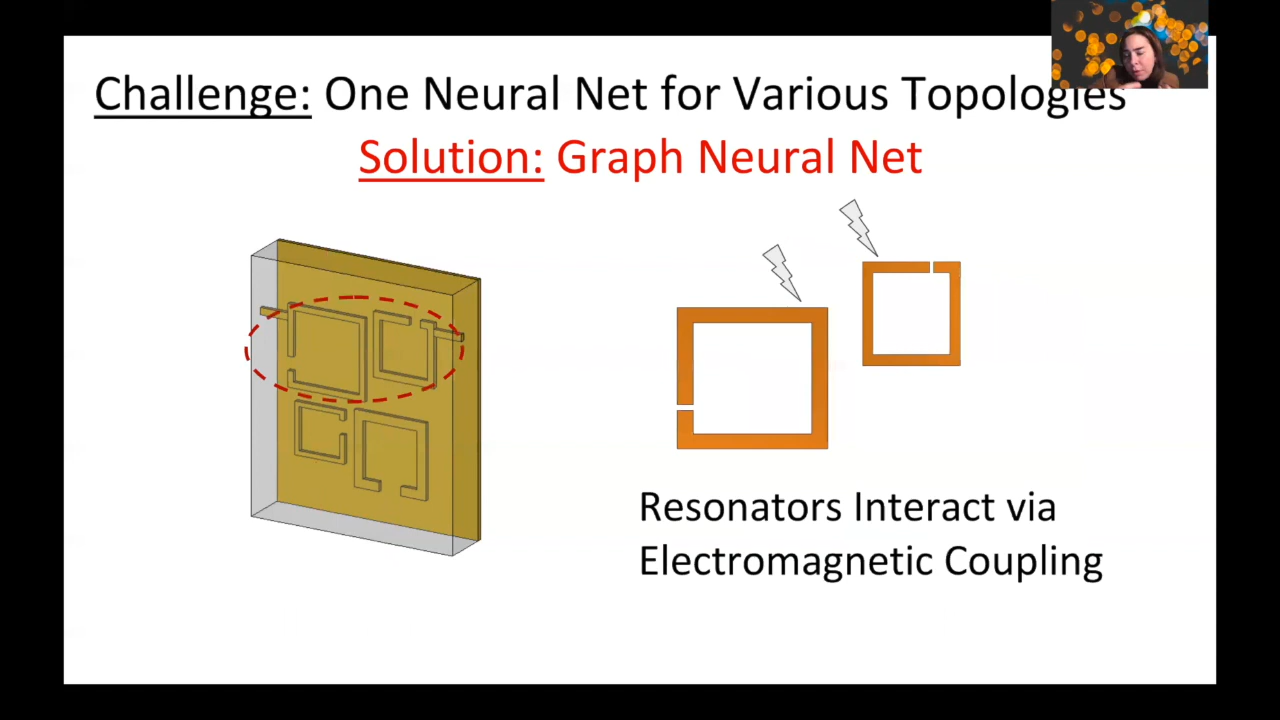 Challenge: One Neural Net for Various Topologies
Solution: Graph Neural Net
Resonators Interact via
Electromagnetic Coupling